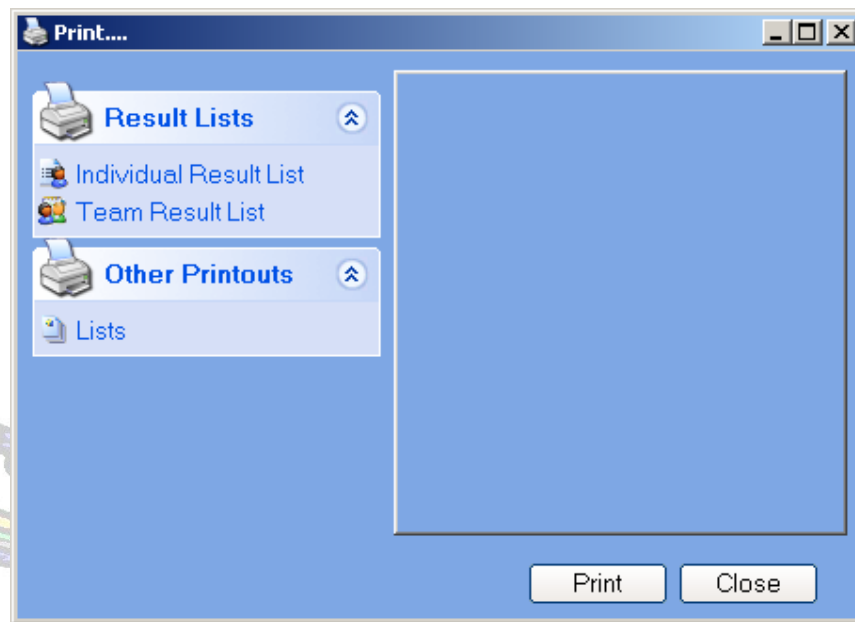 Print....
Result Lists
Individual Result List
Team Result List
Other Printouts
Lists
Print
Close